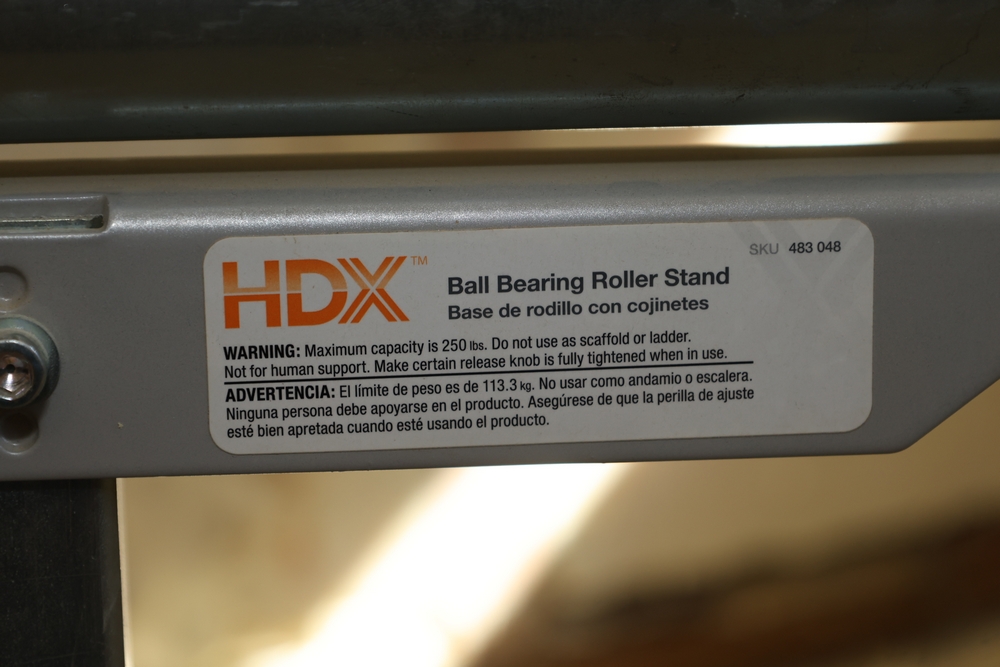 HDX™
Ball Bearing Roller Stand
Base de rodillo con cojinetes
SKU 483 048
WARNING: Maximum capacity is 250 lbs. Do not use as scaffold or ladder.
Not for human support. Make certain release knob is fully tightened when in use.
ADVERTENCIA: El límite de peso es de 113.3 kg. No usar como andamio o escalera.
Ninguna persona debe apoyarse en el producto. Asegúrese de que la perilla de ajuste
esté bien apretada cuando esté usando el producto.